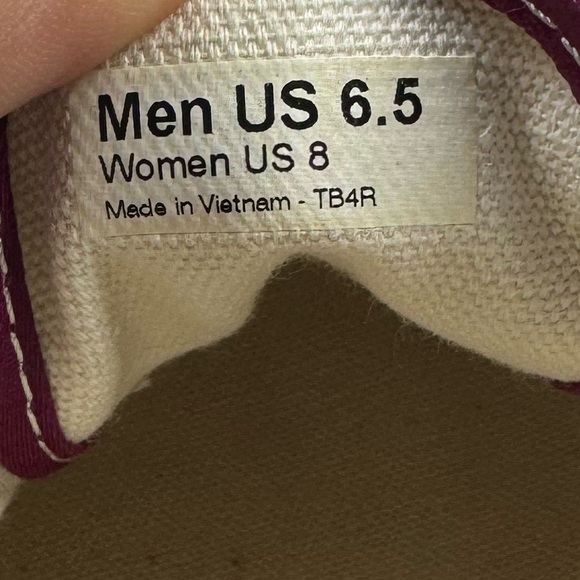 Men US 6.5
Women US 8
Made in Vietnam - TB4R